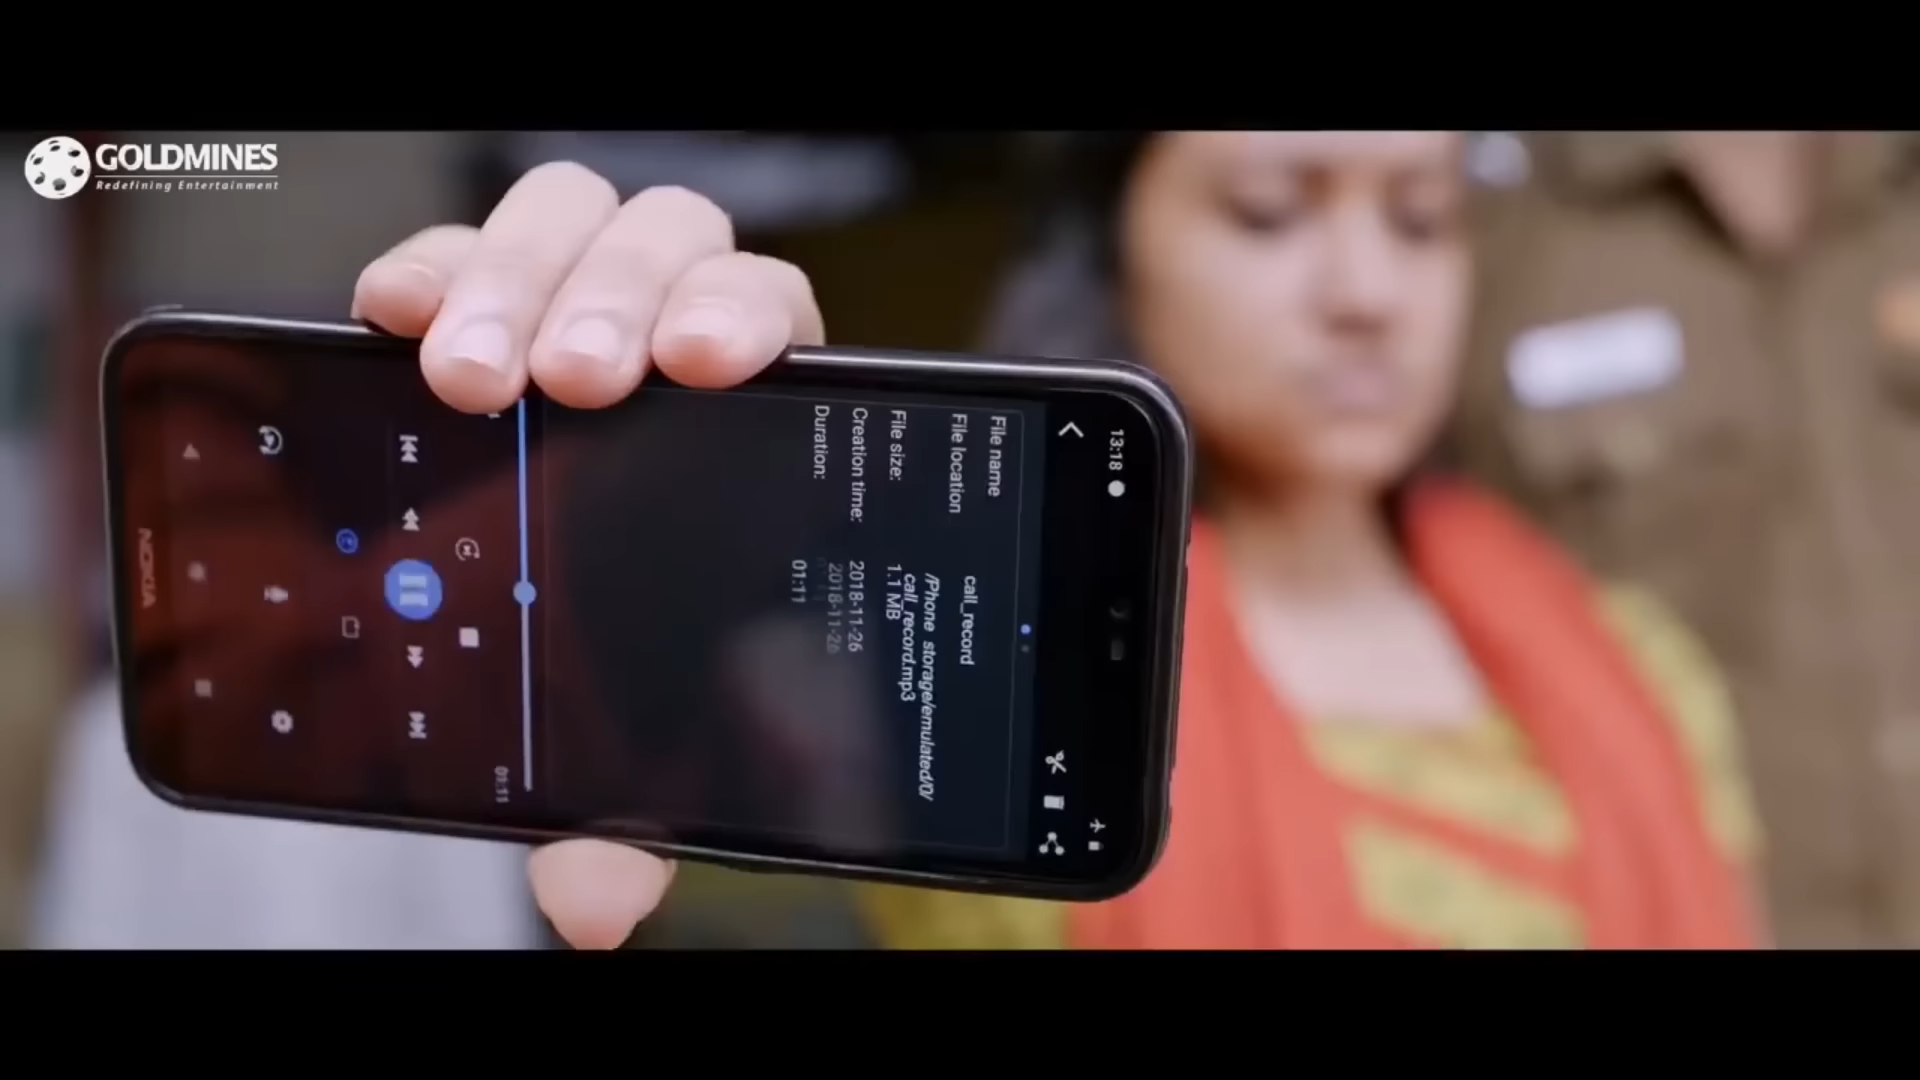 GOLDMINES
Redefining Entertainment
13:18
File name
call_record
File location
/Phone storage/emulated/0/
call_record.mp3
File size:
1.1 MB
Creation time:
2018-11-26
2018-11-26
Duration:
01:11
01:11
NOKIA